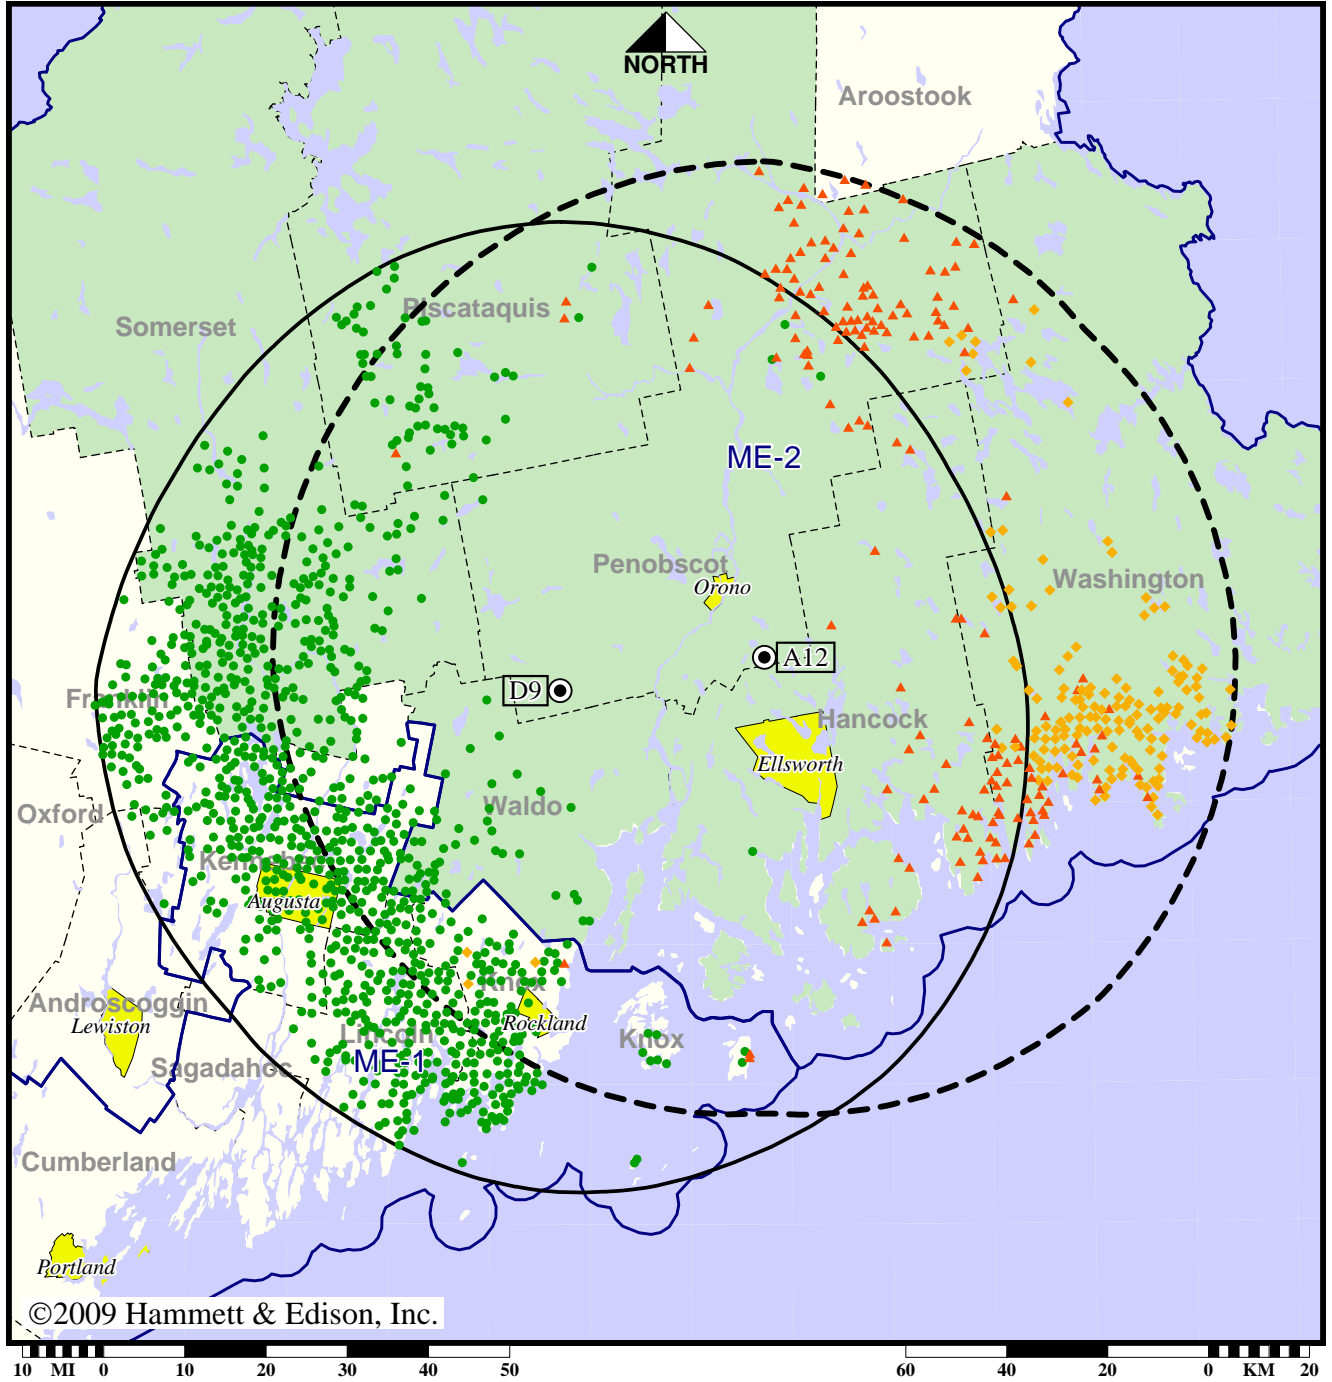 NORTH
Aroostook
Somerset
Piscataquis
ME-2
Penobscot
Orono
Washington
A12
D9
Franklin
Hancock
Ellsworth
Oxford
Waldo
Kennebec
Augusta
Knox
Androscoggin
Lewiston
Rockland
Lincoln
Knox
ME-1
Sagadahoc
Cumberland
Portland
©2009 Hammett & Edison, Inc.
10 MI 0 10 20 30 40 50 60 40 20 0 KM 20